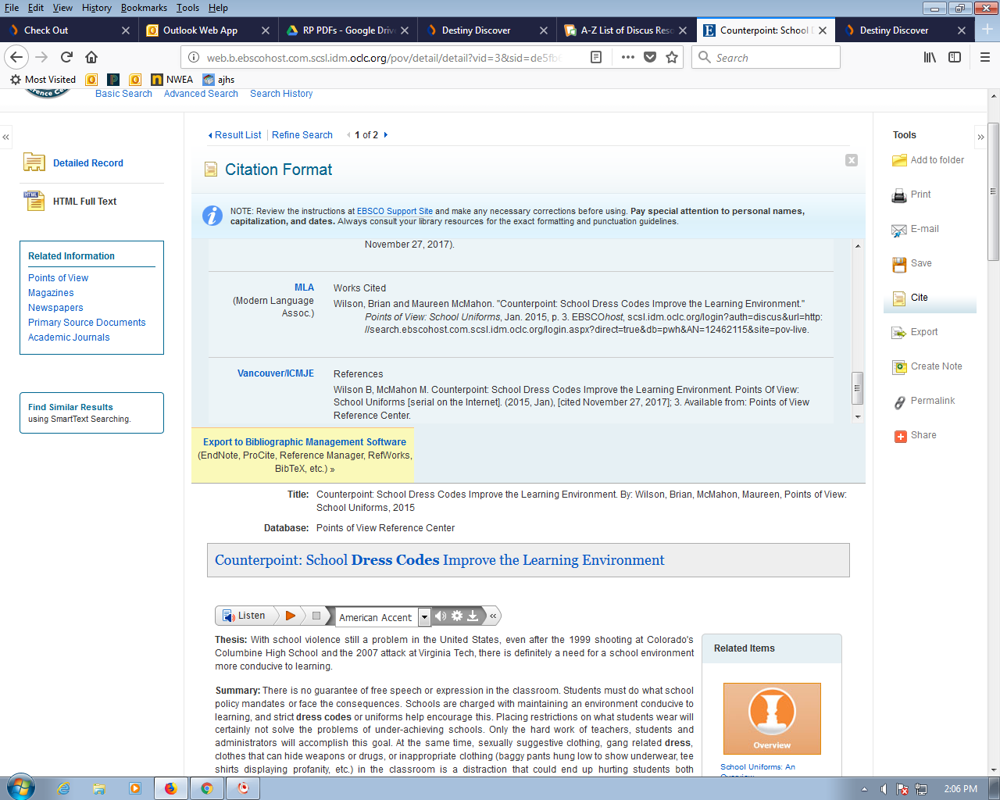 File Edit View History Bookmarks Tools Help
Check Out
Outlook Web App
RP PDFs - Google Drive
Destiny Discover
A-Z List of Discus Reso
Counterpoint: School D
Destiny Discover
web.b.ebscohost.com.scsl.idm.oclc.org/pov/detail/detail?vid=3&sid=de5fb
Search
Most Visited
NWEA
ajhs
Basic Search Advanced Search Search History
Result List Refine Search 1 of 2
Detailed Record
HTML Full Text
Related Information
Points of View
Magazines
Newspapers
Primary Source Documents
Academic Journals
Find Similar Results
using SmartText Searching.
Citation Format
NOTE: Review the instructions at EBSCO Support Site and make any necessary corrections before using. Pay special attention to personal names,
capitalization, and dates. Always consult your library resources for the exact formatting and punctuation guidelines.
November 27, 2017).
MLA
(Modern Language
Assoc.)
Works Cited
Wilson, Brian and Maureen McMahon. "Counterpoint: School Dress Codes Improve the Learning Environment."
Points of View: School Uniforms, Jan. 2015, p. 3. EBSCOhost, scsl.idm.oclc.org/login?auth=discus&url=http:
//search.ebscohost.com.scsl.idm.oclc.org/login.aspx?direct=true&db=pwh&AN=12462115&site=pov-live.
Vancouver/ICMJE
References
Wilson B, McMahon M. Counterpoint: School Dress Codes Improve the Learning Environment. Points Of View:
School Uniforms [serial on the Internet]. (2015, Jan), [cited November 27, 2017]; 3. Available from: Points of View
Reference Center.
Export to Bibliographic Management Software
(EndNote, ProCite, Reference Manager, RefWorks,
BibTeX, etc.) »
Title: Counterpoint: School Dress Codes Improve the Learning Environment. By: Wilson, Brian, McMahon, Maureen, Points of View:
School Uniforms, 2015
Database: Points of View Reference Center
Counterpoint: School Dress Codes Improve the Learning Environment
Listen
American Accent
Thesis: With school violence still a problem in the United States, even after the 1999 shooting at Colorado's
Columbine High School and the 2007 attack at Virginia Tech, there is definitely a need for a school environment
more conducive to learning.
Summary: There is no guarantee of free speech or expression in the classroom. Students must do what school
policy mandates or face the consequences. Schools are charged with maintaining an environment conducive to
learning, and strict dress codes or uniforms help encourage this. Placing restrictions on what students wear will
certainly not solve the problems of under-achieving schools. Only the hard work of teachers, students and
administrators will accomplish this goal. At the same time, sexually suggestive clothing, gang related dress,
clothes that can hide weapons or drugs, or inappropriate clothing (baggy pants hung low to show underwear, tee
shirts displaying profanity, etc.) in the classroom is a distraction that could end up hurting students both
Related Items
Overview
School Uniforms: An
Tools
Add to folder
Print
E-mail
Save
Cite
Export
Create Note
Permalink
Share
2:06 PM